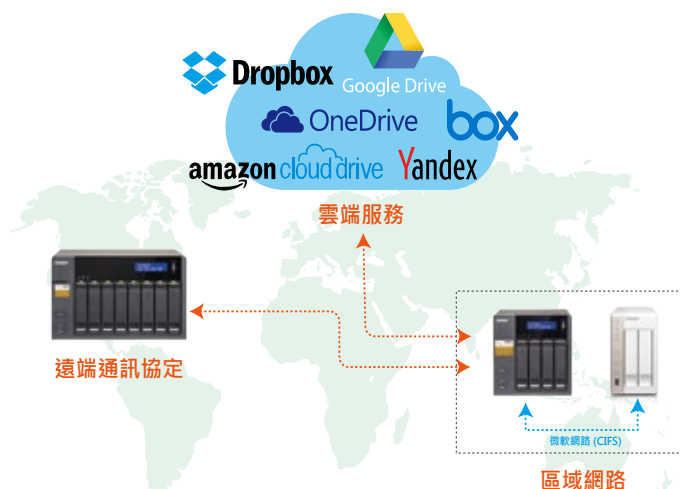 Dropbox
Google Drive
OneDrive
box
amazon cloud drive
Yandex
雲端服務
遠端通訊協定
微軟網路 (CIFS)
區域網路